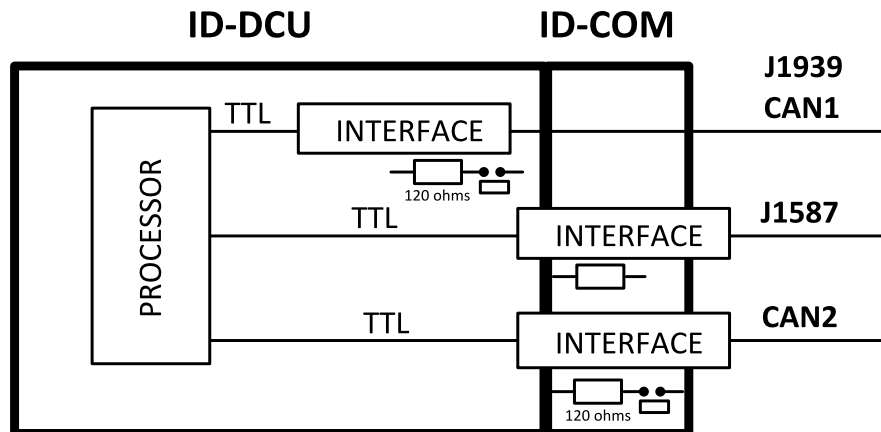 ID-DCU
ID-COM
J1939
CAN1
TTL
INTERFACE
120 ohms
PROCESSOR
TTL
INTERFACE
J1587
TTL
INTERFACE
CAN2
120 ohms